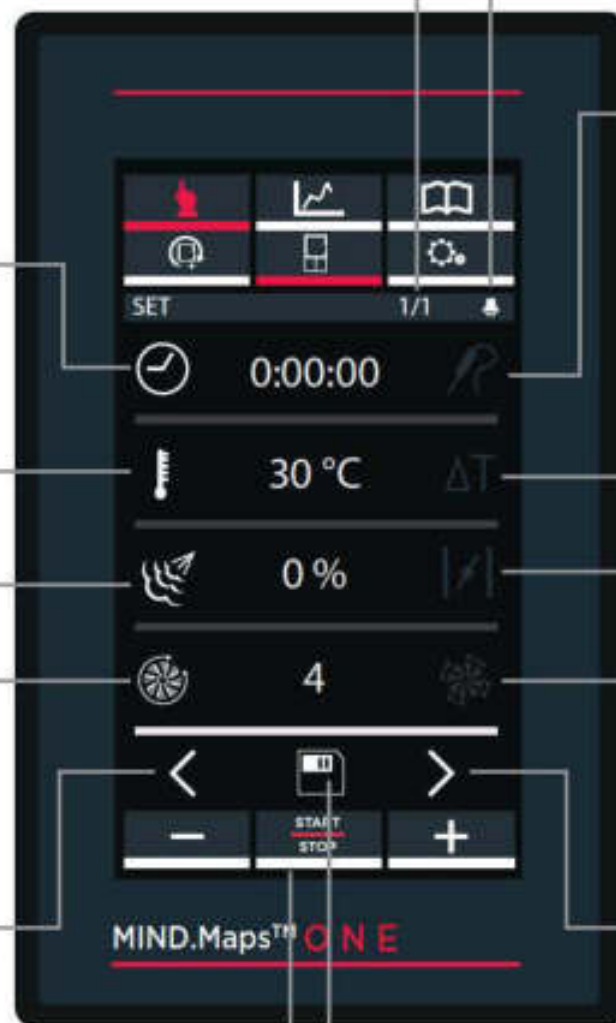 SET 1/1
0:00:00
30 °C ΔT
0 %
4
START
STOP
MIND.Maps™ ONE